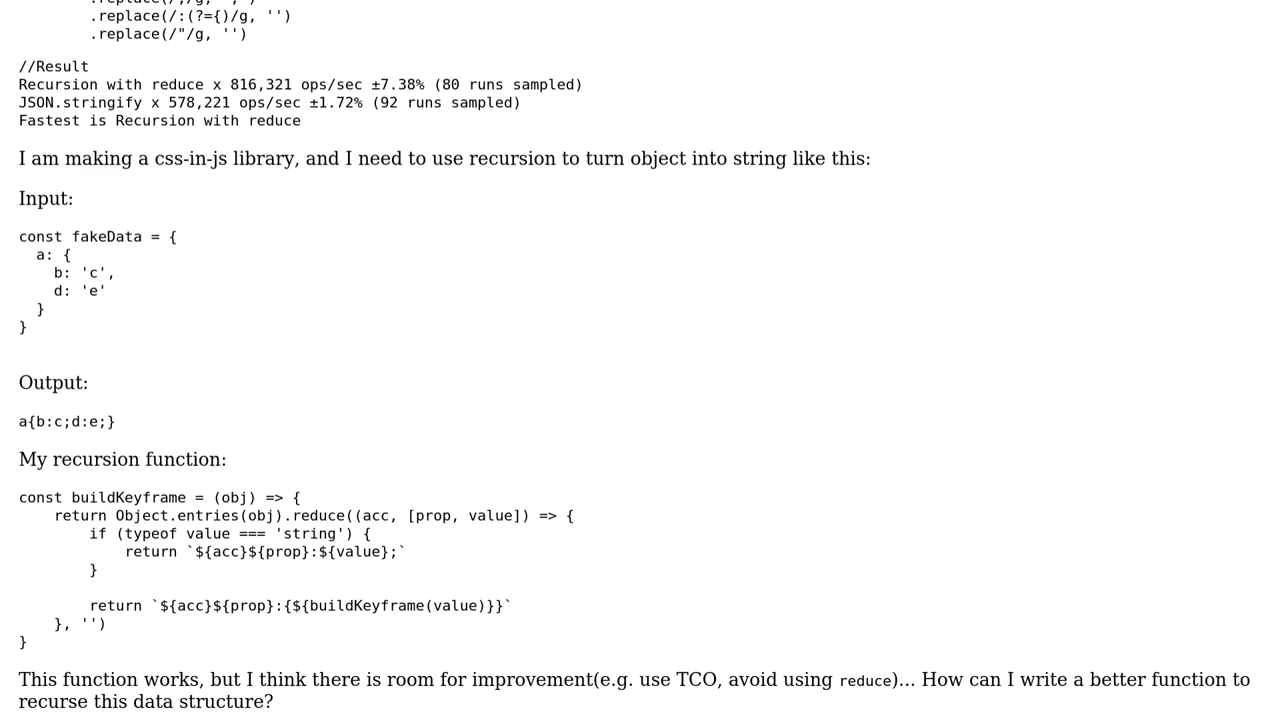 .replace(/:(?={)/g, '')
.replace(/"/g, '')
//Result
Recursion with reduce x 816,321 ops/sec ±7.38% (80 runs sampled)
JSON.stringify x 578,221 ops/sec ±1.72% (92 runs sampled)
Fastest is Recursion with reduce
I am making a css-in-js library, and I need to use recursion to turn object into string like this:
Input:
const fakeData = {
  a: {
    b: 'c',
    d: 'e'
  }
}
Output:
a{b:c;d:e;}
My recursion function:
const buildKeyframe = (obj) => {
    return Object.entries(obj).reduce((acc, [prop, value]) => {
        if (typeof value === 'string') {
            return `${acc}${prop}:${value};`
        }
        return `${acc}${prop}:{${buildKeyframe(value)}}`
    }, '')
}
This function works, but I think there is room for improvement(e.g. use TCO, avoid using reduce)... How can I write a better function to
recurse this data structure?